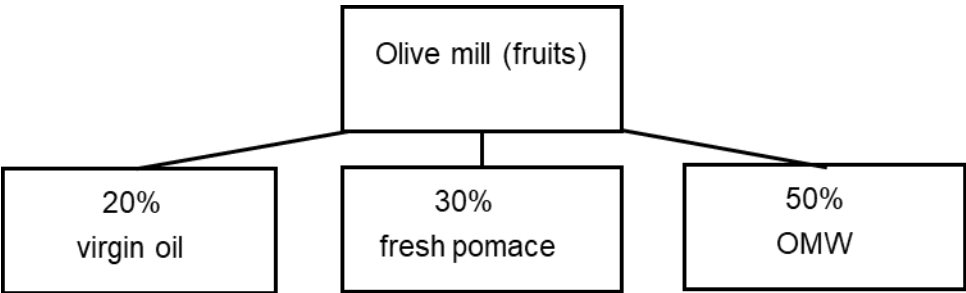 Olive mill (fruits)
20%
virgin oil
30%
fresh pomace
50%
OMW